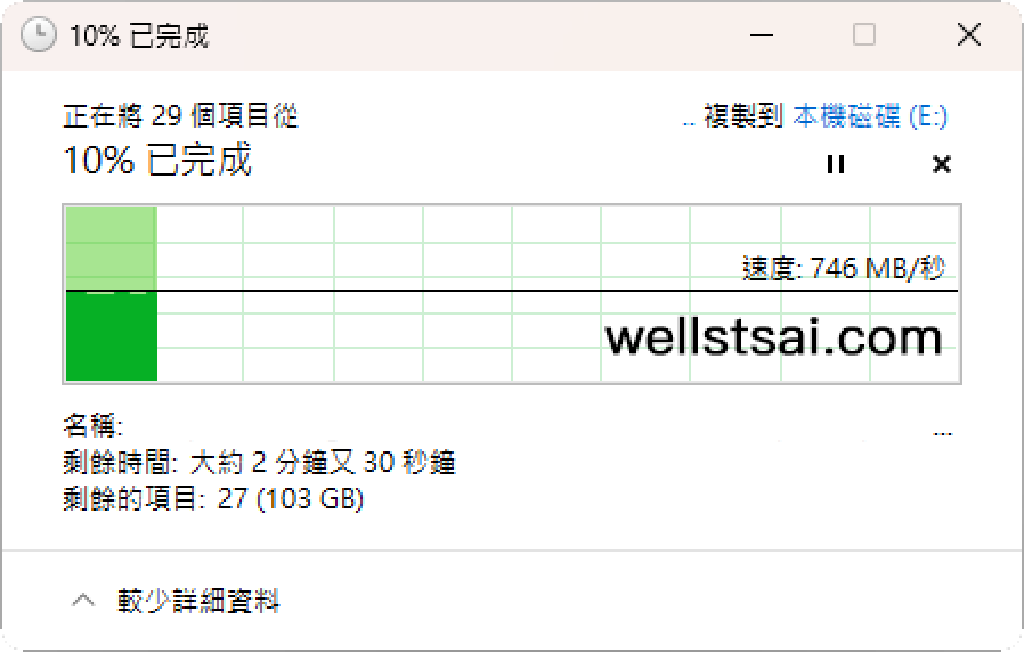 10% 已完成
正在將 29 個項目從 .. 複製到 本機磁碟 (E:)
10% 已完成
速度: 746 MB/秒
wellstsai.com
名稱: ...
剩餘時間: 大約 2 分鐘又 30 秒鐘
剩餘的項目: 27 (103 GB)
較少詳細資料